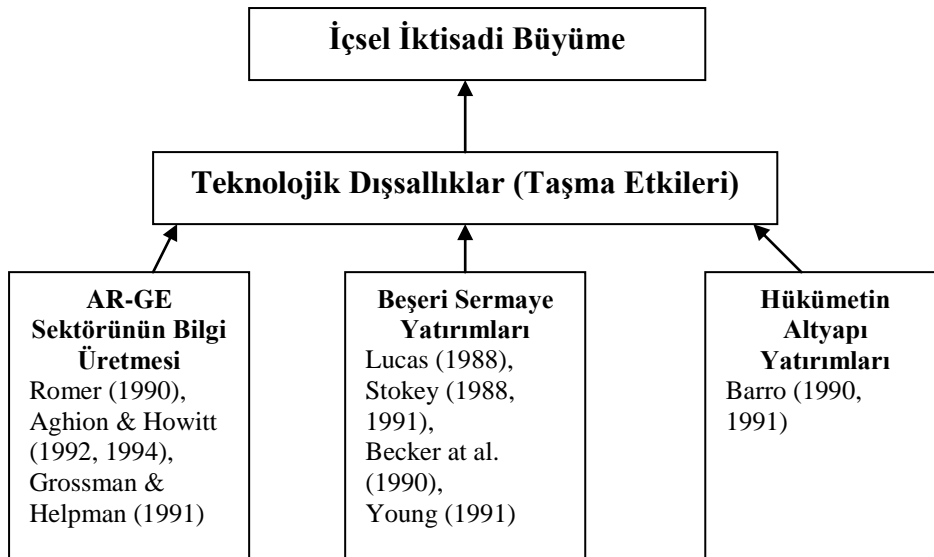 İçsel İktisadi Büyüme
Teknolojik Dışsallıklar (Taşma Etkileri)
AR-GE
Sektörünün Bilgi
Üretmesi
Romer (1990),
Aghion & Howitt
(1992, 1994),
Grossman &
Helpman (1991)
Beşeri Sermaye
Yatırımları
Lucas (1988),
Stokey (1988,
1991),
Becker at al.
(1990),
Young (1991)
Hükümetin
Altyapı
Yatırımları
Barro (1990,
1991)